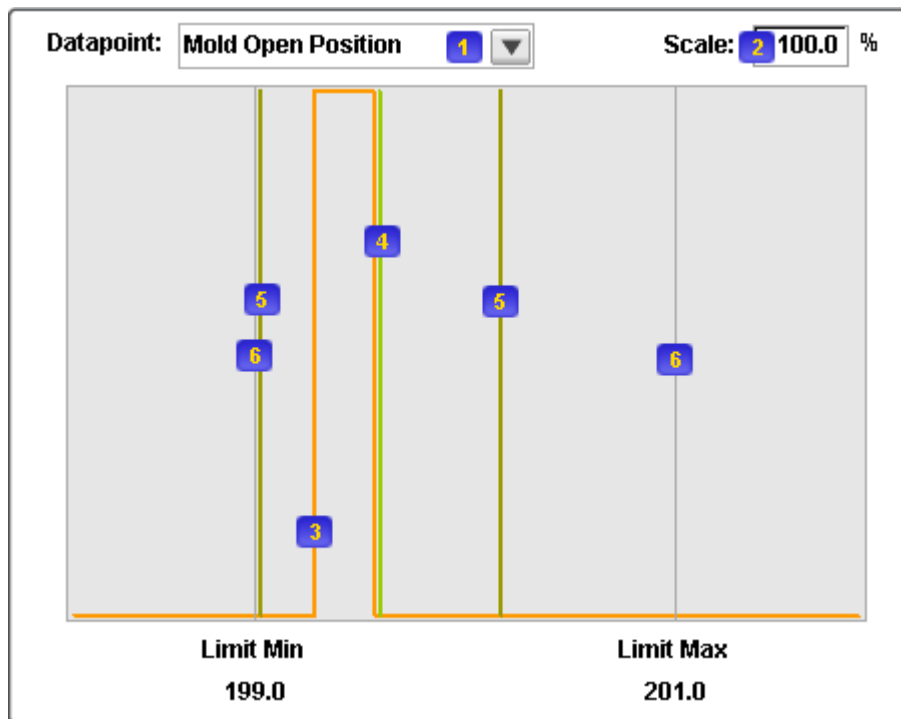 Datapoint: Mold Open Position 1 Scale: 2 100.0 %
4
5 5
6 6
3
Limit Min Limit Max
199.0 201.0